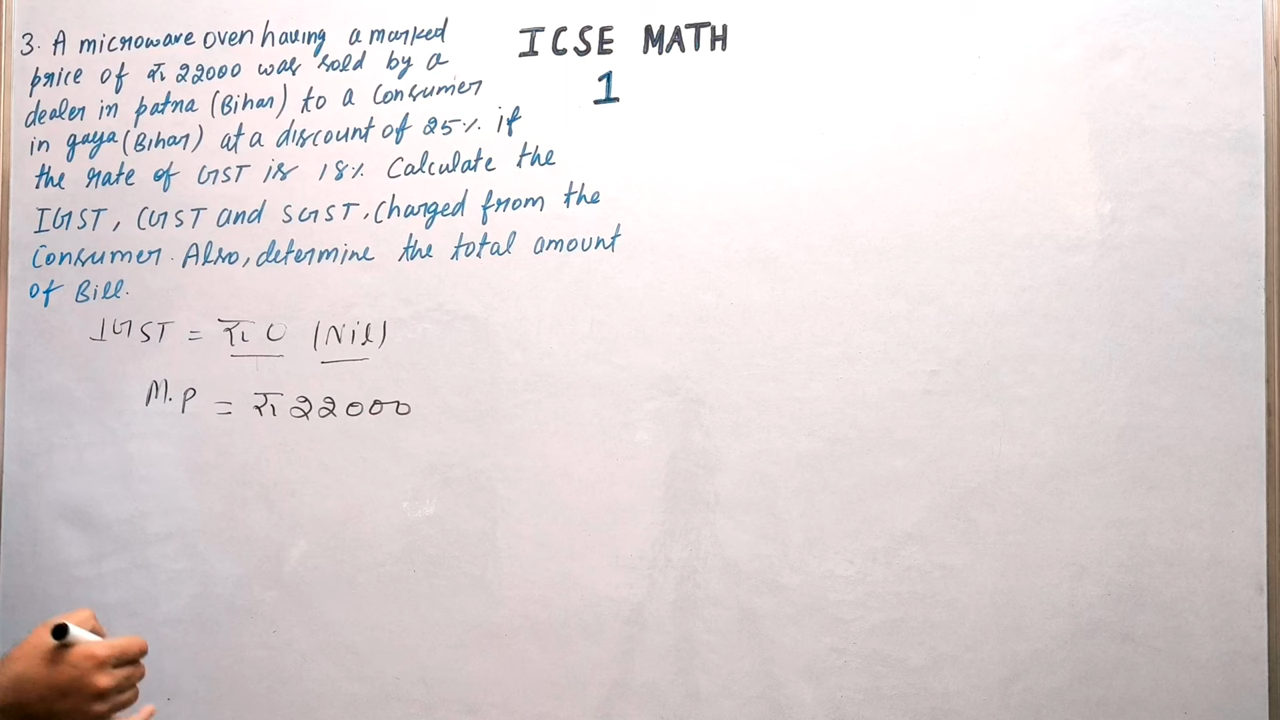 ICSE MATH
1
3. A microwave oven having a marked
price of रु 22000 was sold by a
dealer in patna (Bihar) to a Consumer
in gaya (Bihar) at a discount of 25% if
the rate of GST is 18% Calculate the
IGST, CGST and SGST, charged from the
Consumer. Also, determine the total amount
of Bill.
IGST = रु 0 (Nil)
M.P = रु 22000